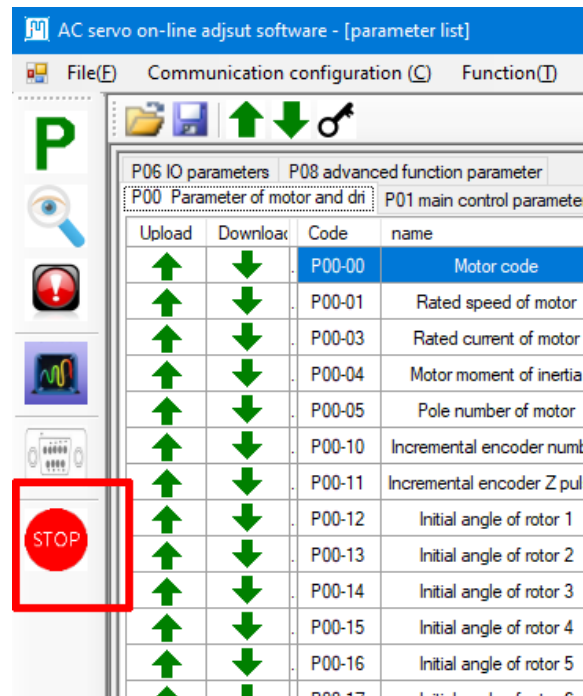 AC servo on-line adjsut software - [parameter list]
File(F) Communication configuration (C) Function(T)
P
P06 IO parameters P08 advanced function parameter
P00 Parameter of motor and dri P01 main control parameter
Upload Download Code name
P00-00 Motor code
P00-01 Rated speed of motor
P00-03 Rated current of motor
P00-04 Motor moment of inertia
P00-05 Pole number of motor
P00-10 Incremental encoder numb
P00-11 Incremental encoder Z pul
P00-12 Initial angle of rotor 1
STOP
P00-13 Initial angle of rotor 2
P00-14 Initial angle of rotor 3
P00-15 Initial angle of rotor 4
P00-16 Initial angle of rotor 5